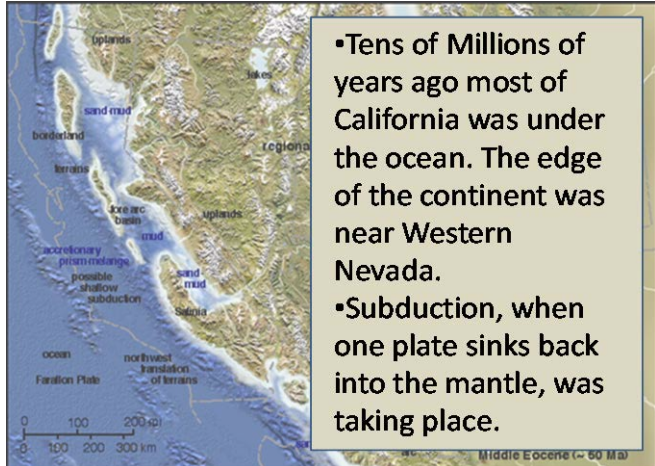 •Tens of Millions of
years ago most of
California was under
the ocean. The edge
of the continent was
near Western
Nevada.
•Subduction, when
one plate sinks back
into the mantle, was
taking place.
uplands
lakes
sand mud
borderland
regional
terrains
fore arc
basin
uplands
mud
accretionary
prism-melange
possible
shallow
subduction
sand
mud
Salinia
ocean
Farallon Plate
northwest
translation
of terrains
0 100 200 mi
0 100 200 300 km
Middle Eocene (~ 50 Ma)